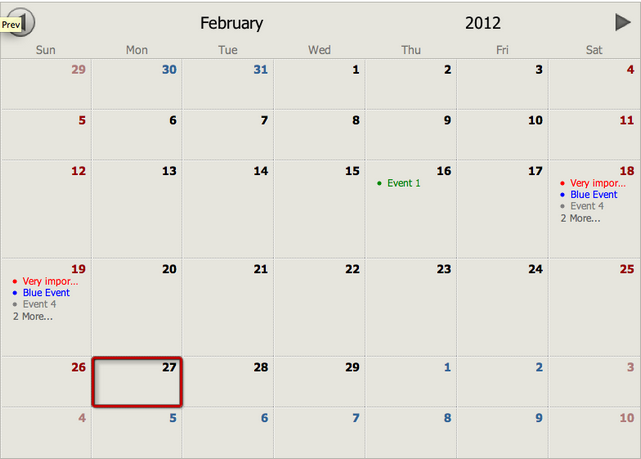 Prev
February 2012
Sun Mon Tue Wed Thu Fri Sat
29 30 31 1 2 3 4
5 6 7 8 9 10 11
12 13 14 15 16 17 18
• Event 1 • Very impor...
• Blue Event
• Event 4
2 More...
19 20 21 22 23 24 25
• Very impor...
• Blue Event
• Event 4
2 More...
26 27 28 29 1 2 3
4 5 6 7 8 9 10